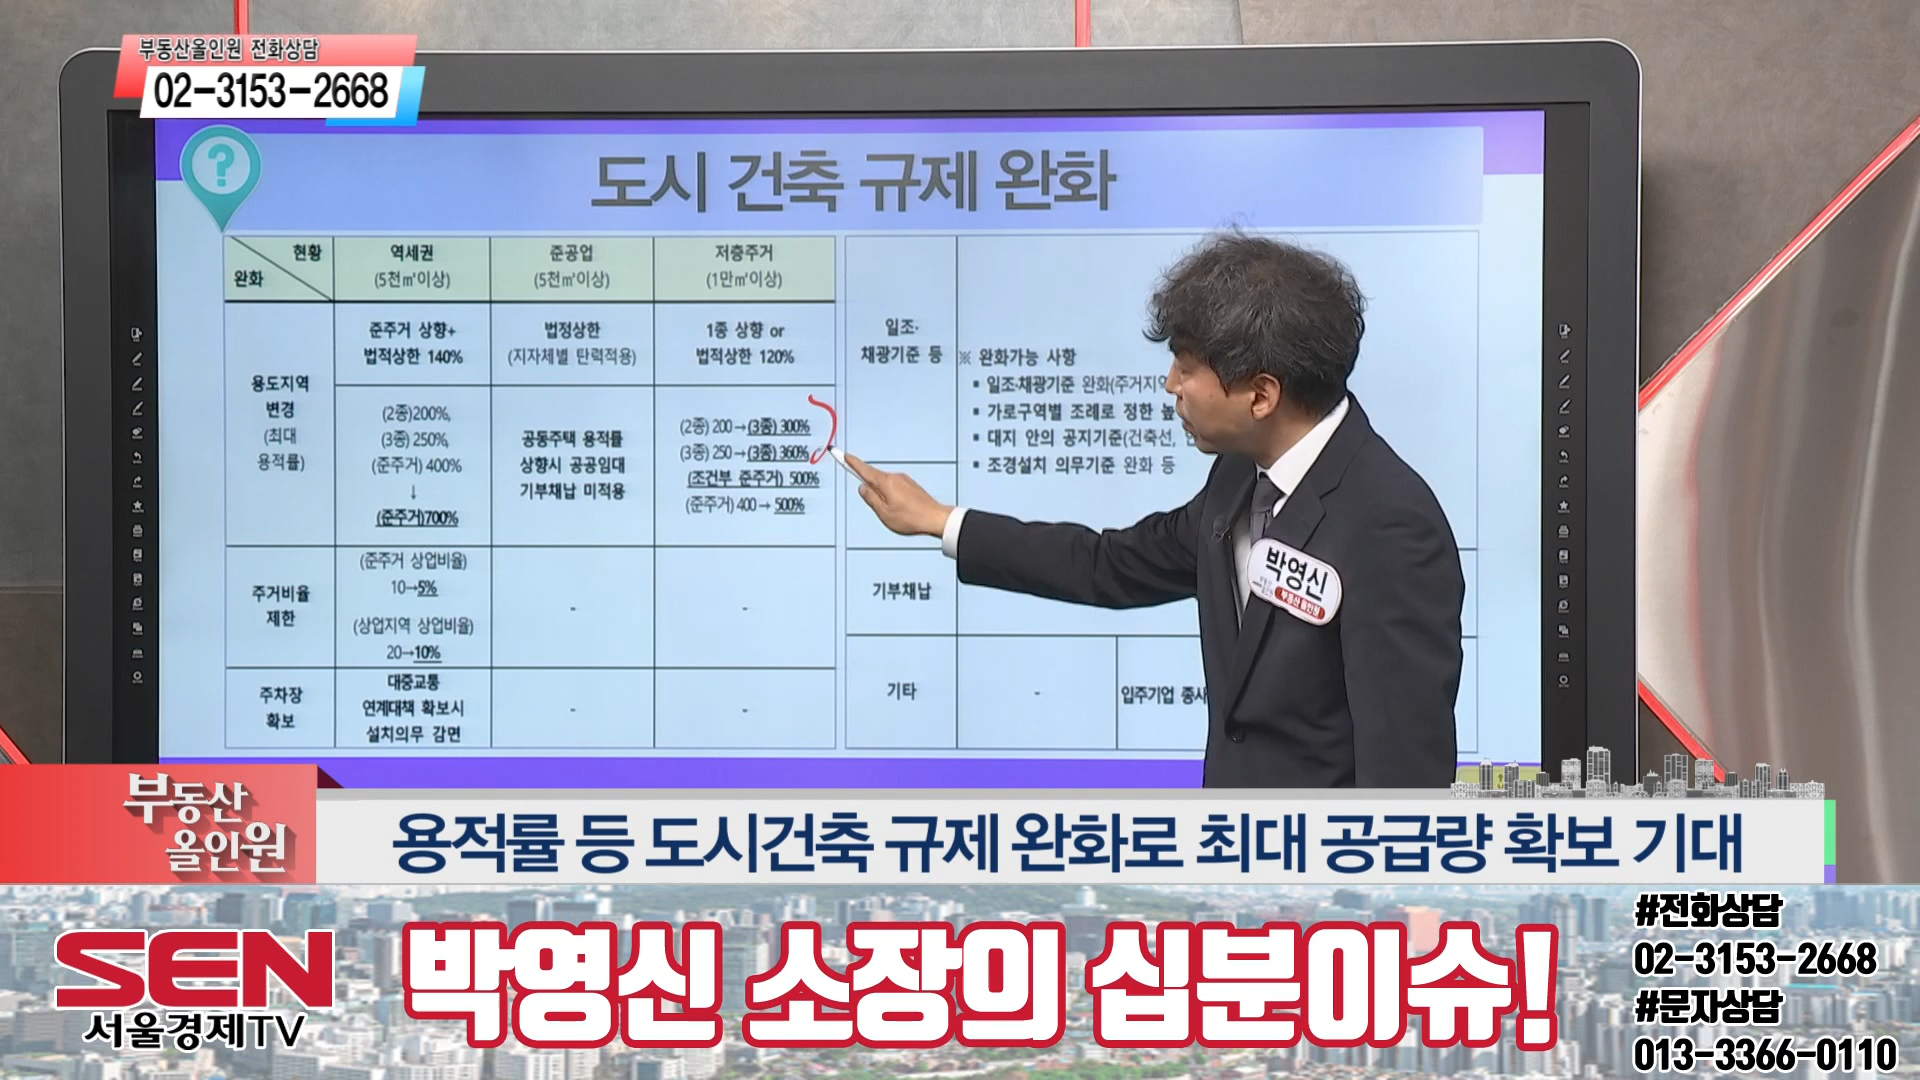 부동산올인원 전화상담
02-3153-2668
?
도시 건축 규제 완화
현황
완화
역세권
(5천㎡이상)
준공업
(5천㎡이상)
저층주거
(1만㎡이상)
용도지역
변경
(최대
용적률)
준주거 상향+
법적상한 140%
법정상한
(지자체별 탄력적용)
1종 상향 or
법적상한 120%
(2종)200%,
(3종) 250%,
(준주거) 400%
↓
(준주거)700%
공동주택 용적률
상향시 공공임대
기부채납 미적용
(2종) 200→(3종) 300%
(3종) 250→(3종) 360%
(조건부 준주거) 500%
(준주거) 400→ 500%
주거비율
제한
(준주거 상업비율)
10→5%
(상업지역 상업비율)
20→10%
-
-
주차장
확보
대중교통
연계대책 확보시
설치의무 감면
-
-
일조·
채광기준 등
※ 완화가능 사항
▪ 일조·채광기준 완화(주거지역
▪ 가로구역별 조례로 정한 높
▪ 대지 안의 공지기준(건축선,
▪ 조경설치 의무기준 완화 등
기부채납
기타
-
입주기업 종사
박영신
부동산 올인원
부동산
올인원
용적률 등 도시건축 규제 완화로 최대 공급량 확보 기대
SEN
서울경제TV
박영신 소장의 십분이슈!
#전화상담
02-3153-2668
#문자상담
013-3366-0110